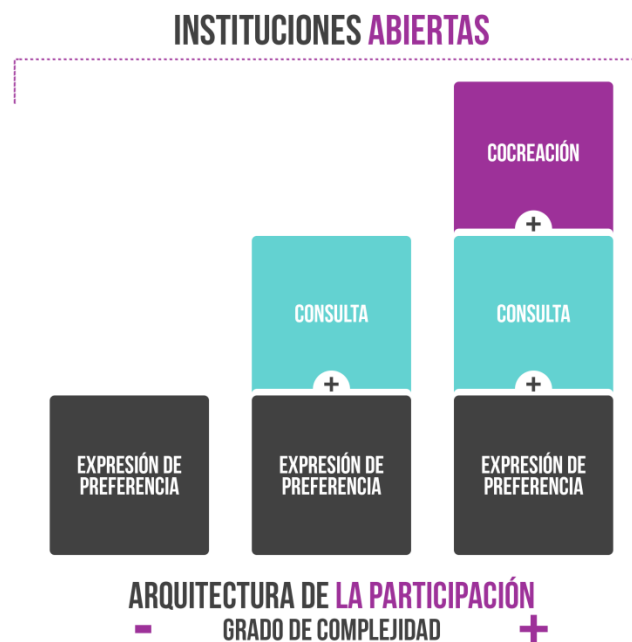 INSTITUCIONES ABIERTAS
COCREACIÓN
+
CONSULTA
CONSULTA
+
+
EXPRESIÓN DE
PREFERENCIA
EXPRESIÓN DE
PREFERENCIA
EXPRESIÓN DE
PREFERENCIA
ARQUITECTURA DE LA PARTICIPACIÓN
- GRADO DE COMPLEJIDAD +